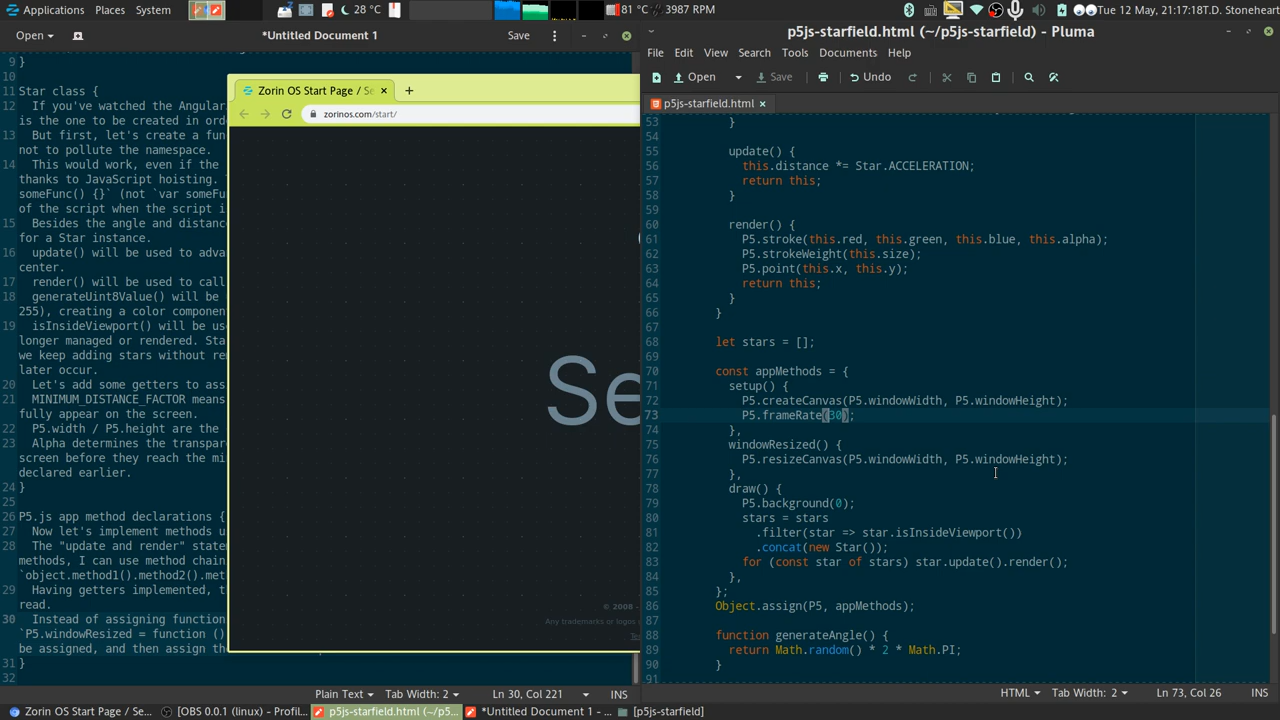 Applications Places System 28 °C 81 °C 3987 RPM Tue 12 May, 21:17:18 T.D. Stoneheart
Open *Untitled Document 1 Save
9 }
10
11 Star class {
12 If you've watched the Angular
is the one to be created in orde
13 But first, let's create a fun
not to pollute the namespace.
14 This would work, even if the
thanks to JavaScript hoisting.
someFunc() {}` (not `var someFu
of the script when the script i
15 Besides the angle and distanc
for a Star instance.
16 update() will be used to adva
center.
17 render() will be used to call
18 generateUint8Value() will be
255), creating a color componen
19 isInsideViewport() will be use
longer managed or rendered. Sta
we keep adding stars without re
later occur.
20 Let's add some getters to ass
21 MINIMUM_DISTANCE_FACTOR means
fully appear on the screen.
22 P5.width / P5.height are the
23 Alpha determines the transpar
screen before they reach the mi
declared earlier.
24 }
25
26 P5.js app method declarations {
27 Now let's implement methods u
28 The "update and render" state
methods, I can use method chain
`object.method1().method2().met
29 Having getters implemented, t
read.
30 Instead of assigning function
`P5.windowResized = function ()
be assigned, and then assign th
31 }
32
Plain Text Tab Width: 2 Ln 30, Col 221 INS
Zorin OS Start Page / Se
zorinos.com/start/
Se
© 2008 -
Any trademarks or logos
Te
p5js-starfield.html (~/p5js-starfield) - Pluma
File Edit View Search Tools Documents Help
Open Save Undo
p5js-starfield.html
53 }
54
55 update() {
56 this.distance *= Star.ACCELERATION;
57 return this;
58 }
59
60 render() {
61 P5.stroke(this.red, this.green, this.blue, this.alpha);
62 P5.strokeWeight(this.size);
63 P5.point(this.x, this.y);
64 return this;
65 }
66 }
67
68 let stars = [];
69
70 const appMethods = {
71 setup() {
72 P5.createCanvas(P5.windowWidth, P5.windowHeight);
73 P5.frameRate(30);
74 },
75 windowResized() {
76 P5.resizeCanvas(P5.windowWidth, P5.windowHeight);
77 },
78 draw() {
79 P5.background(0);
80 stars = stars
81 .filter(star => star.isInsideViewport())
82 .concat(new Star());
83 for (const star of stars) star.update().render();
84 },
85 };
86 Object.assign(P5, appMethods);
87
88 function generateAngle() {
89 return Math.random() * 2 * Math.PI;
90 }
91
HTML Tab Width: 2 Ln 73, Col 26 INS
Zorin OS Start Page / Se... [OBS 0.0.1 (linux) - Profil... p5js-starfield.html (~/p5... *Untitled Document 1 - ... [p5js-starfield]